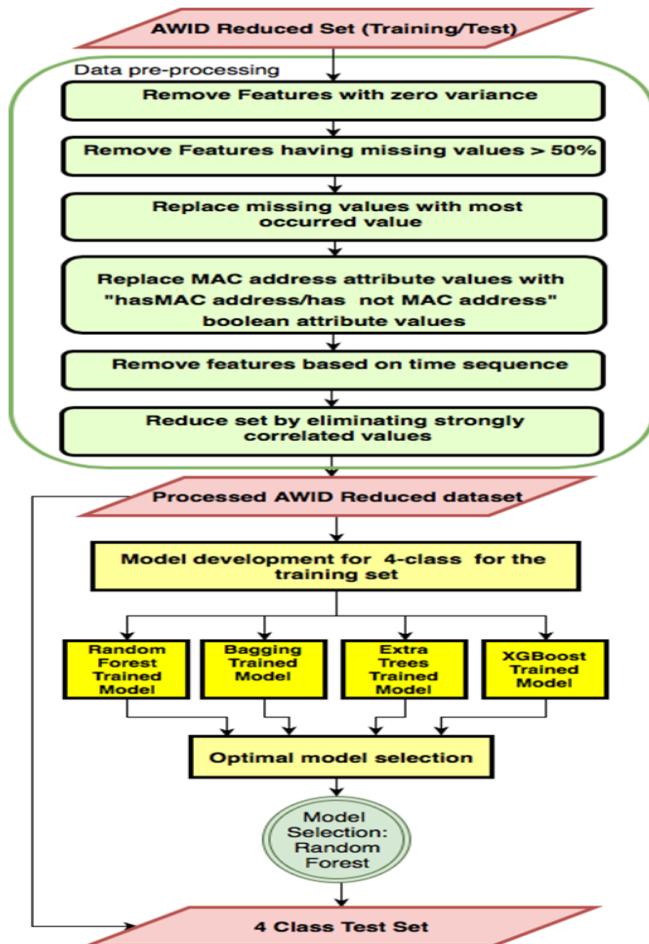 AWID Reduced Set (Training/Test)
Data pre-processing
Remove Features with zero variance
Remove Features having missing values > 50%
Replace missing values with most
occurred value
Replace MAC address attribute values with
"hasMAC address/has not MAC address"
boolean attribute values
Remove features based on time sequence
Reduce set by eliminating strongly
correlated values
Processed AWID Reduced dataset
Model development for 4-class for the
training set
Random
Forest
Trained
Model
Bagging
Trained
Model
Extra
Trees
Trained
Model
XGBoost
Trained
Model
Optimal model selection
Model
Selection:
Random
Forest
4 Class Test Set